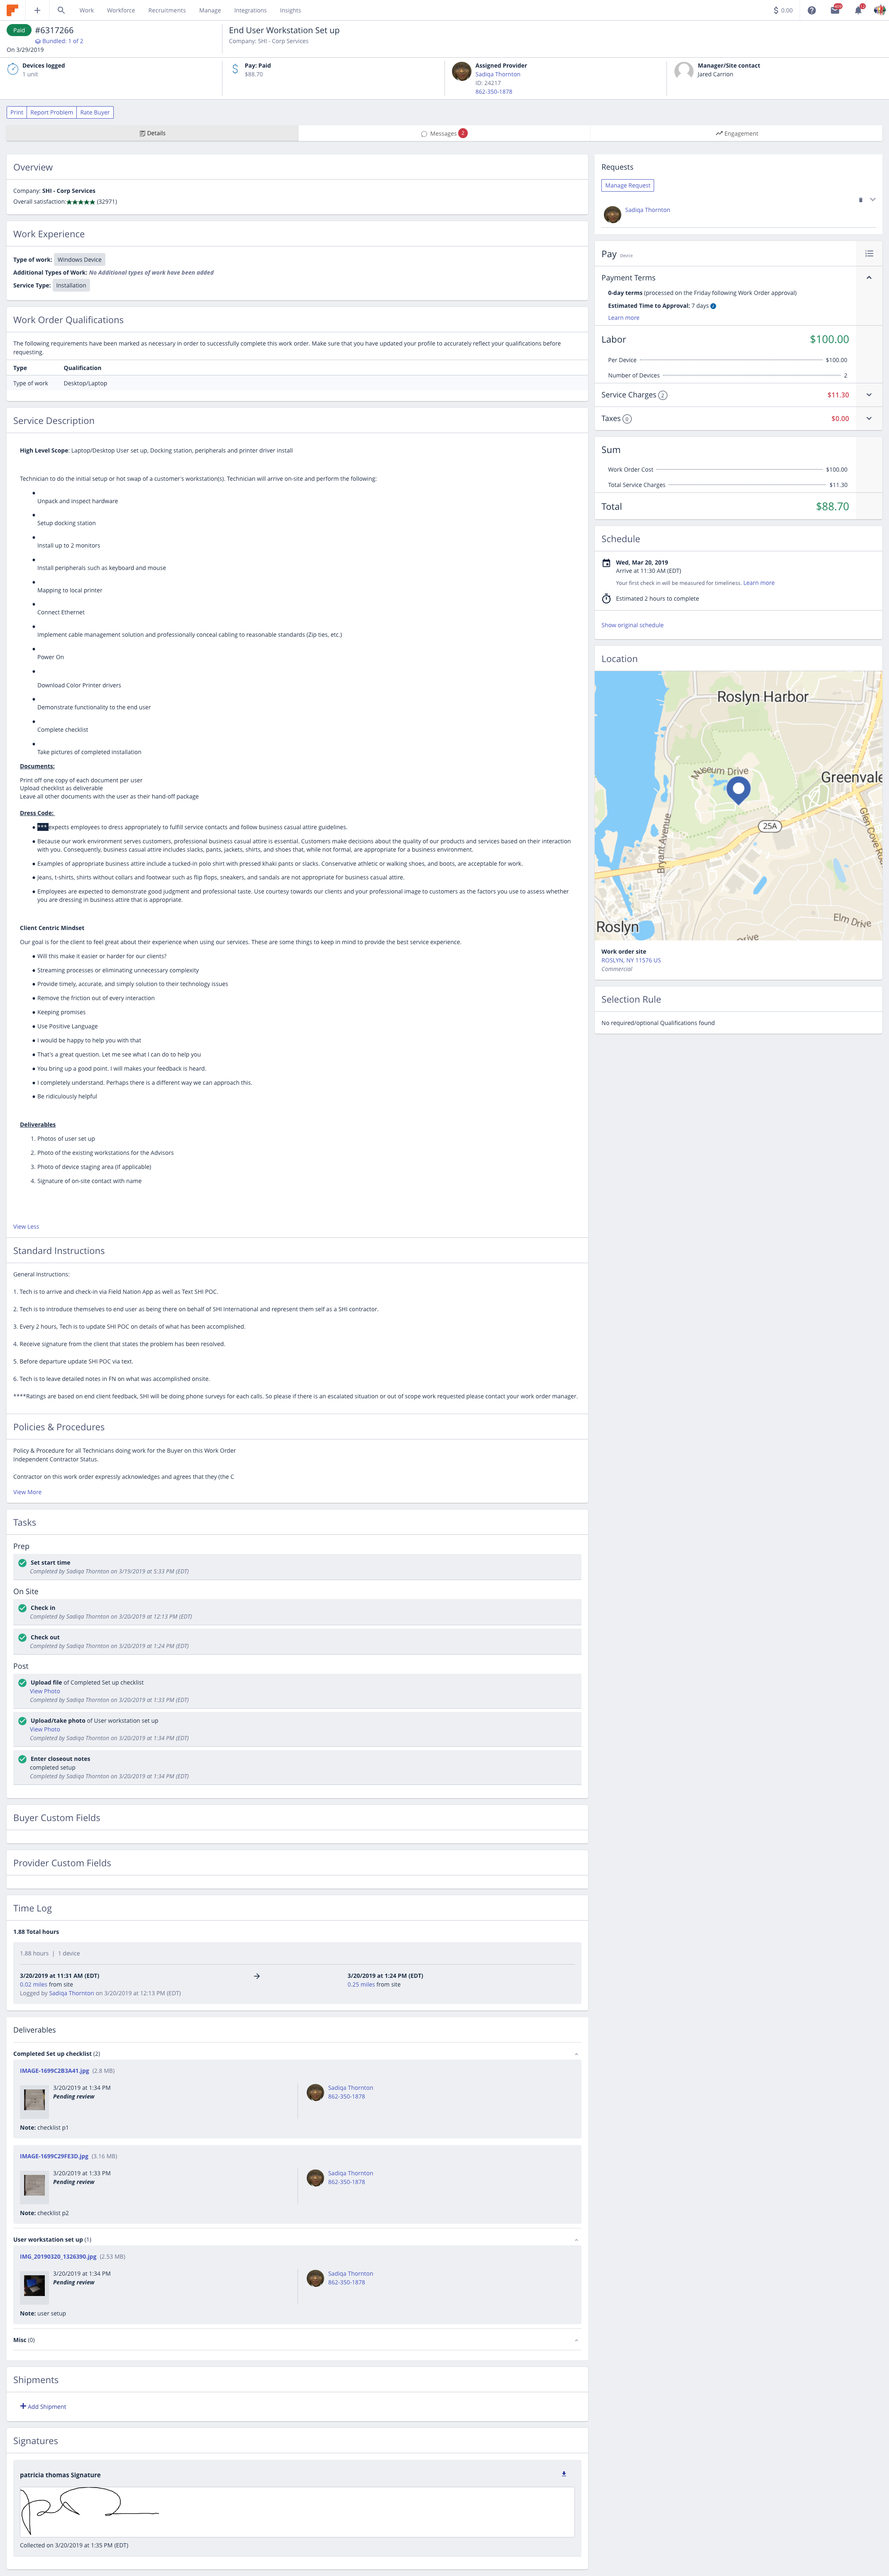 Work
Workforce
Recruitments
Manage
Integrations
Insights
$ 0.00
Paid
#6317266
Bundled: 1 of 2
On 3/29/2019
End User Workstation Set up
Company: SHI - Corp Services
Devices logged
1 unit
Pay: Paid
$88.70
Assigned Provider
Sadiqa Thornton
ID: 24217
862-350-1878
Manager/Site contact
Jared Carrion
Print
Report Problem
Rate Buyer
Details
Messages 2
Engagement
Overview
Company: SHI - Corp Services
Overall satisfaction:★★★★★ (32971)
Work Experience
Type of work: Windows Device
Additional Types of Work: No Additional types of work have been added
Service Type: Installation
Work Order Qualifications
The following requirements have been marked as necessary in order to successfully complete this work order. Make sure that you have updated your profile to accurately reflect your qualifications before
requesting.
Type Qualification
Type of work Desktop/Laptop
Service Description
High Level Scope: Laptop/Desktop User set up, Docking station, peripherals and printer driver install
Technician to do the initial setup or hot swap of a customer's workstation(s). Technician will arrive on-site and perform the following:
Unpack and inspect hardware
Setup docking station
Install up to 2 monitors
Install peripherals such as keyboard and mouse
Mapping to local printer
Connect Ethernet
Implement cable management solution and professionally conceal cabling to reasonable standards (Zip ties, etc.)
Power On
Download Color Printer drivers
Demonstrate functionality to the end user
Complete checklist
Take pictures of completed installation
Documents:
Print off one copy of each document per user
Upload checklist as deliverable
Leave all other documents with the user as their hand-off package
Dress Code:
***expects employees to dress appropriately to fulfill service contacts and follow business casual attire guidelines.
Because our work environment serves customers, professional business casual attire is essential. Customers make decisions about the quality of our products and services based on their interaction
with you. Consequently, business casual attire includes slacks, pants, jackets, shirts, and shoes that, while not formal, are appropriate for a business environment.
Examples of appropriate business attire include a tucked-in polo shirt with pressed khaki pants or slacks. Conservative athletic or walking shoes, and boots, are acceptable for work.
Jeans, t-shirts, shirts without collars and footwear such as flip flops, sneakers, and sandals are not appropriate for business casual attire.
Employees are expected to demonstrate good judgment and professional taste. Use courtesy towards our clients and your professional image to customers as the factors you use to assess whether
you are dressing in business attire that is appropriate.
Client Centric Mindset
Our goal is for the client to feel great about their experience when using our services. These are some things to keep in mind to provide the best service experience.
Will this make it easier or harder for our clients?
Streaming processes or eliminating unnecessary complexity
Provide timely, accurate, and simply solution to their technology issues
Remove the friction out of every interaction
Keeping promises
Use Positive Language
I would be happy to help you with that
That's a great question. Let me see what I can do to help you
You bring up a good point. I will makes your feedback is heard.
I completely understand. Perhaps there is a different way we can approach this.
Be ridiculously helpful
Deliverables
1. Photos of user set up
2. Photo of the existing workstations for the Advisors
3. Photo of device staging area (if applicable)
4. Signature of on-site contact with name
View Less
Standard Instructions
General Instructions:
1. Tech is to arrive and check-in via Field Nation App as well as Text SHI POC.
2. Tech is to introduce themselves to end user as being there on behalf of SHI International and represent them self as a SHI contractor.
3. Every 2 hours, Tech is to update SHI POC on details of what has been accomplished.
4. Receive signature from the client that states the problem has been resolved.
5. Before departure update SHI POC via text.
6. Tech is to leave detailed notes in FN on what was accomplished onsite.
****Ratings are based on end client feedback, SHI will be doing phone surveys for each calls. So please if there is an escalated situation or out of scope work requested please contact your work order manager.
Policies & Procedures
Policy & Procedure for all Technicians doing work for the Buyer on this Work Order
Independent Contractor Status.
Contractor on this work order expressly acknowledges and agrees that they (the C
View More
Tasks
Prep
Set start time
Completed by Sadiqa Thornton on 3/19/2019 at 5:33 PM (EDT)
On Site
Check in
Completed by Sadiqa Thornton on 3/20/2019 at 12:13 PM (EDT)
Check out
Completed by Sadiqa Thornton on 3/20/2019 at 1:24 PM (EDT)
Post
Upload file of Completed Set up checklist
View Photo
Completed by Sadiqa Thornton on 3/20/2019 at 1:33 PM (EDT)
Upload/take photo of User workstation set up
View Photo
Completed by Sadiqa Thornton on 3/20/2019 at 1:34 PM (EDT)
Enter closeout notes
completed setup
Completed by Sadiqa Thornton on 3/20/2019 at 1:34 PM (EDT)
Buyer Custom Fields
Provider Custom Fields
Time Log
1.88 Total hours
1.88 hours | 1 device
3/20/2019 at 11:31 AM (EDT)
0.02 miles from site
Logged by Sadiqa Thornton on 3/20/2019 at 12:13 PM (EDT)
3/20/2019 at 1:24 PM (EDT)
0.25 miles from site
Deliverables
Completed Set up checklist (2)
IMAGE-1699C2B3A41.jpg (2.8 MB)
3/20/2019 at 1:34 PM
Pending review
Sadiqa Thornton
862-350-1878
Note: checklist p1
IMAGE-1699C29FE3D.jpg (3.16 MB)
3/20/2019 at 1:33 PM
Pending review
Sadiqa Thornton
862-350-1878
Note: checklist p2
User workstation set up (1)
IMG_20190320_1326390.jpg (2.53 MB)
3/20/2019 at 1:34 PM
Pending review
Sadiqa Thornton
862-350-1878
Note: user setup
Misc (0)
Shipments
Add Shipment
Signatures
patricia thomas Signature
Collected on 3/20/2019 at 1:35 PM (EDT)
Requests
Manage Request
Sadiqa Thornton
Pay Device
Payment Terms
0-day terms (processed on the Friday following Work Order approval)
Estimated Time to Approval: 7 days
Learn more
Labor $100.00
Per Device $100.00
Number of Devices 2
Service Charges 2 $11.30
Taxes 0 $0.00
Sum
Work Order Cost $100.00
Total Service Charges $11.30
Total $88.70
Schedule
Wed, Mar 20, 2019
Arrive at 11:30 AM (EDT)
Your first check in will be measured for timeliness. Learn more
Estimated 2 hours to complete
Show original schedule
Location
Roslyn Harbor
Museum Drive
Greenvale
25A
Bryant Avenue
Glen Cove
Roslyn
Elm Drive
Work order site
ROSLYN, NY 11576 US
Commercial
Selection Rule
No required/optional Qualifications found